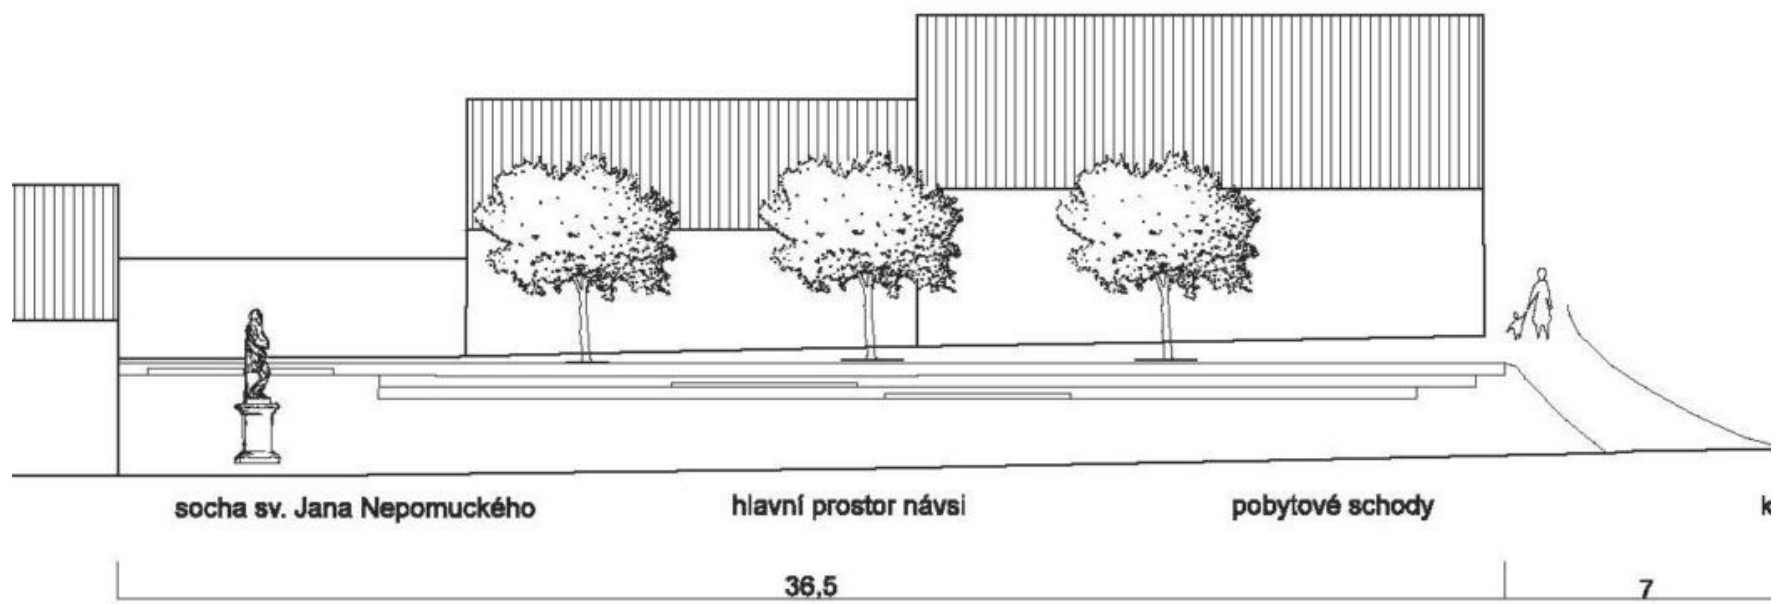 socha sv. Jana Nepomuckého
hlavní prostor návsi
pobytové schody
k
36,5
7